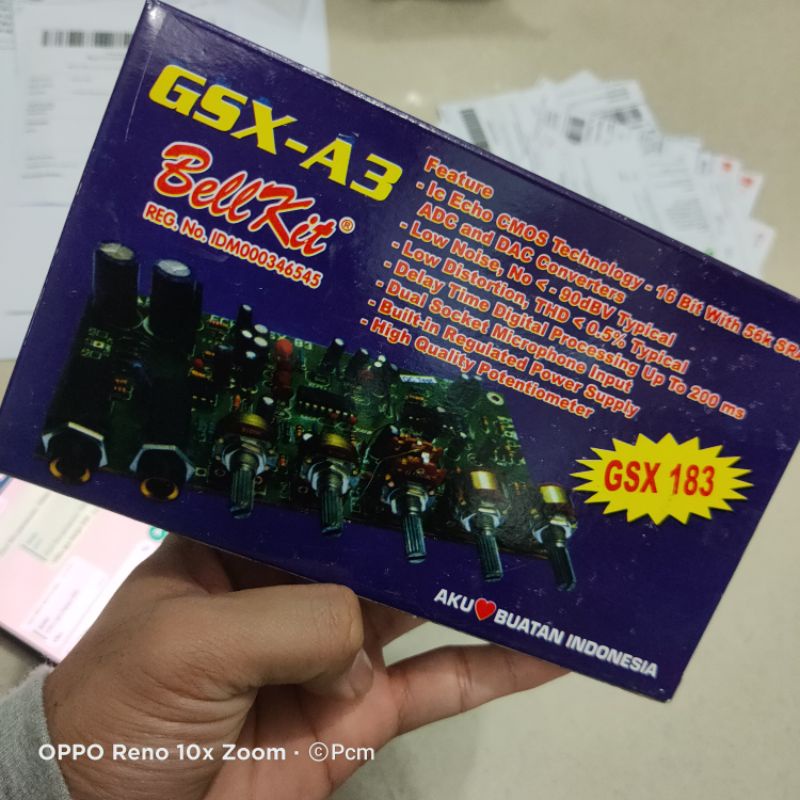 GSX-A3
Bell Kit®
REG. No. IDM000346545
Feature
- Ic Echo CMOS Technology - 16 Bit With 56k SRA
ADC and DAC Converters
- Low Noise, No < - 90dBV Typical
- Low Distortion, THD < 0.5% Typical
- Delay Time Digital Processing Up To 200 ms
- Dual Socket Microphone Input
- Built-in Regulated Power Supply
- High Quality Potentiometer
GSX 183
AKU❤BUATAN INDONESIA
OPPO Reno 10x Zoom · ©Pcm